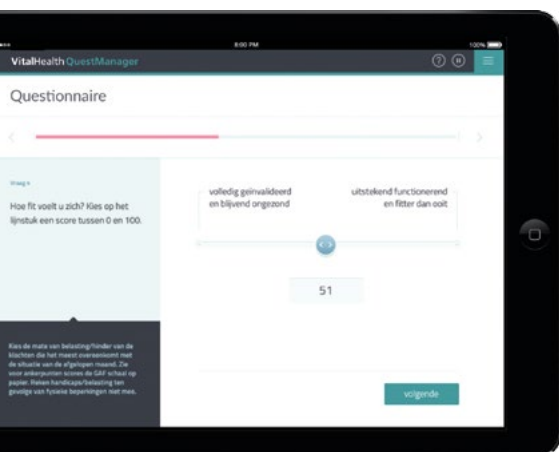 8:00 PM
100%
VitalHealth QuestManager
Questionnaire
Vraag 6
Hoe fit voelt u zich? Kies op het
lijnstuk een score tussen 0 en 100.
volledig geïnvalideerd
en blijvend ongezond
uitstekend functionerend
en fitter dan ooit
51
Kies de mate van belasting/hinder van de
klachten die het meest overeenkomt met
de situatie van de afgelopen maand. Zie
voor ankerpunten scores de GAF schaal op
papier. Reken handicaps/belasting ten
gevolge van fysieke beperkingen niet mee.
volgende